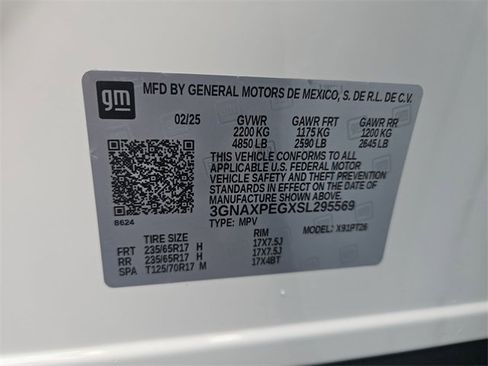 gm
MFD BY GENERAL MOTORS DE MEXICO, S. DE R.L. DE C.V.
02/25 GVWR GAWR FRT GAWR RR
2200 KG 1175 KG 1200 KG
4850 LB 2590 LB 2645 LB
THIS VEHICLE CONFORMS TO ALL
APPLICABLE U.S. FEDERAL MOTOR
VEHICLE SAFETY AND THEFT PREVENTION
STANDARDS IN EFFECT ON THE DATE OF
MANUFACTURE SHOWN ABOVE.
3GNAXPEGXSL295569
TYPE: MPV MODEL: X91PT26
8624
TIRE SIZE RIM
FRT 235/65R17 H 17X7.5J
RR 235/65R17 H 17X7.5J
SPA T125/70R17 M 17X4BT